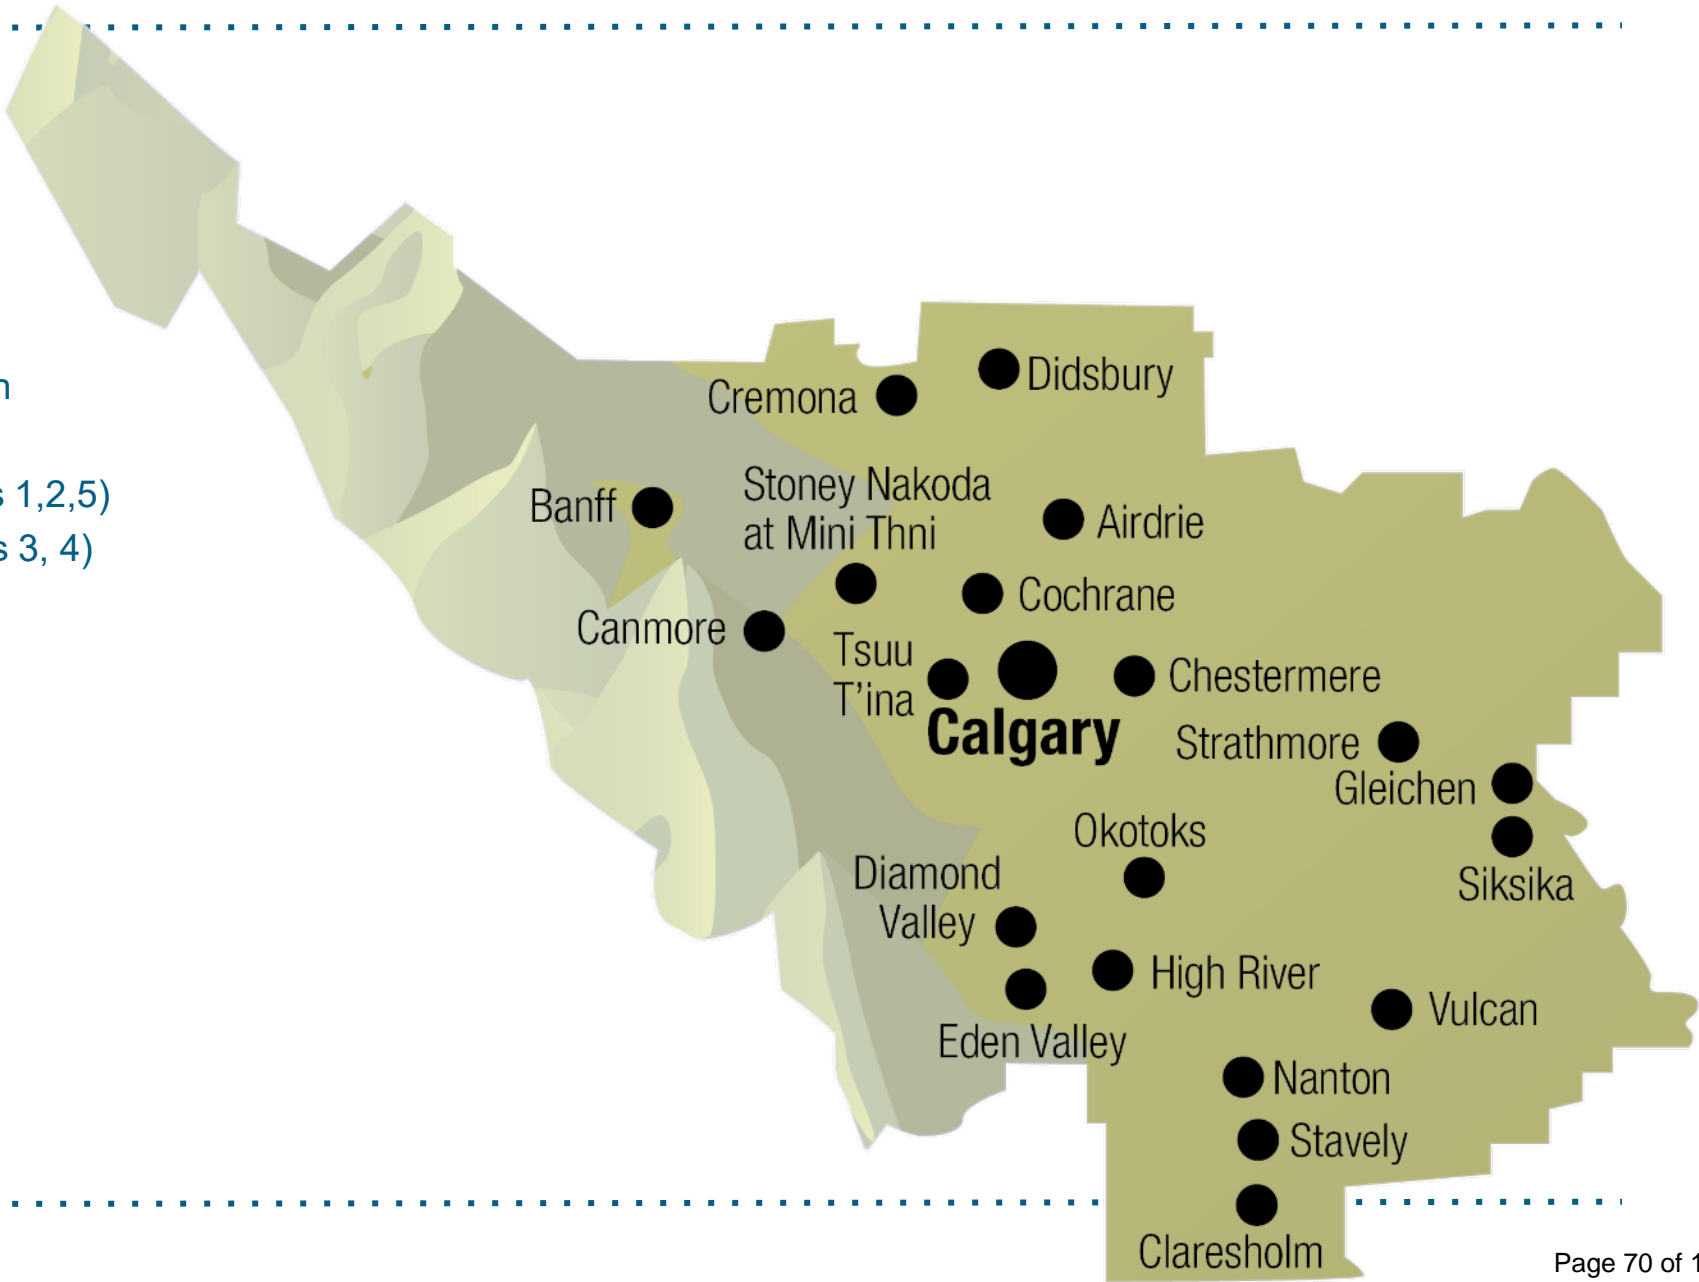 n
s 1,2,5)
s 3, 4)
Didsbury
Cremona
Stoney Nakoda
at Mini Thni
Banff
Airdrie
Cochrane
Canmore
Tsuu
T’ina
Chestermere
Calgary
Strathmore
Gleichen
Okotoks
Siksika
Diamond
Valley
High River
Vulcan
Eden Valley
Nanton
Stavely
Claresholm
Page 70 of 1